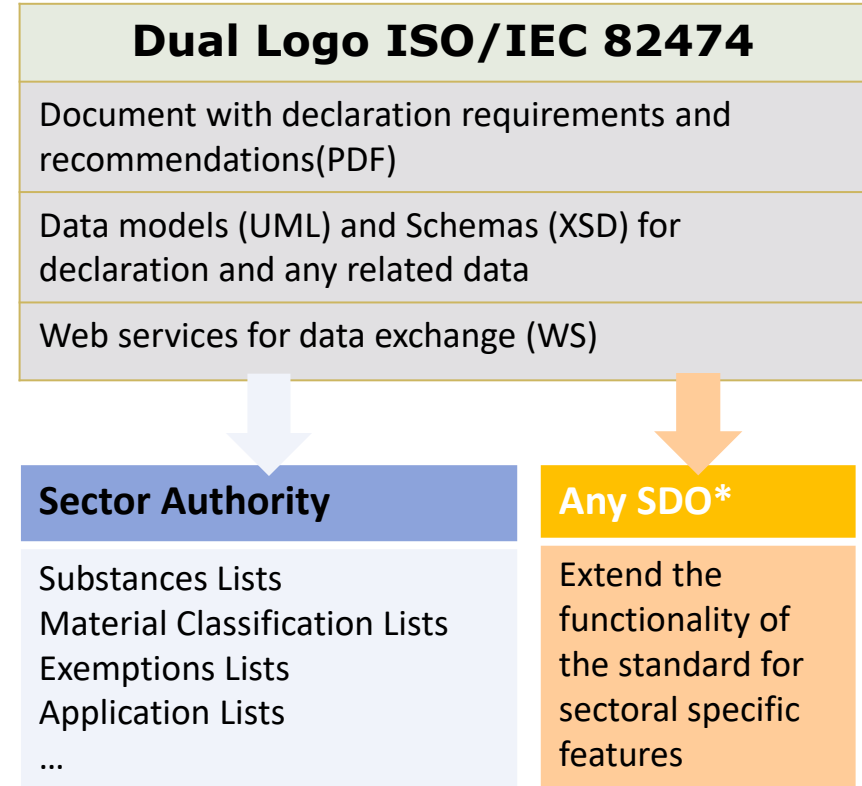 Dual Logo ISO/IEC 82474
Document with declaration requirements and
recommendations(PDF)
Data models (UML) and Schemas (XSD) for
declaration and any related data
Web services for data exchange (WS)
Sector Authority
Substances Lists
Material Classification Lists
Exemptions Lists
Application Lists
...
Any SDO*
Extend the
functionality of
the standard for
sectoral specific
features